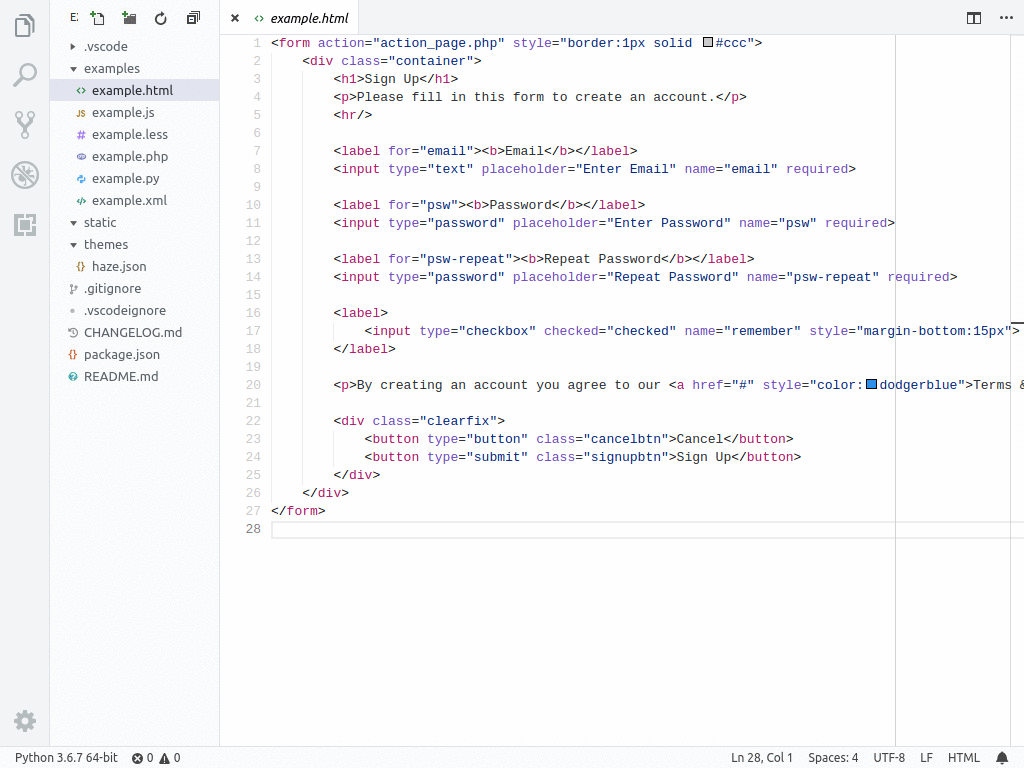 E:
example.html
.vscode
examples
example.html
JS example.js
# example.less
example.php
example.py
example.xml
static
themes
{} haze.json
.gitignore
.vscodeignore
CHANGELOG.md
{} package.json
README.md
1 <form action="action_page.php" style="border:1px solid #ccc">
2 <div class="container">
3 <h1>Sign Up</h1>
4 <p>Please fill in this form to create an account.</p>
5 <hr/>
6
7 <label for="email"><b>Email</b></label>
8 <input type="text" placeholder="Enter Email" name="email" required>
9
10 <label for="psw"><b>Password</b></label>
11 <input type="password" placeholder="Enter Password" name="psw" required>
12
13 <label for="psw-repeat"><b>Repeat Password</b></label>
14 <input type="password" placeholder="Repeat Password" name="psw-repeat" required>
15
16 <label>
17 <input type="checkbox" checked="checked" name="remember" style="margin-bottom:15px">
18 </label>
19
20 <p>By creating an account you agree to our <a href="#" style="color:dodgerblue">Terms &
21
22 <div class="clearfix">
23 <button type="button" class="cancelbtn">Cancel</button>
24 <button type="submit" class="signupbtn">Sign Up</button>
25 </div>
26 </div>
27 </form>
28
Python 3.6.7 64-bit 0 0 Ln 28, Col 1 Spaces: 4 UTF-8 LF HTML